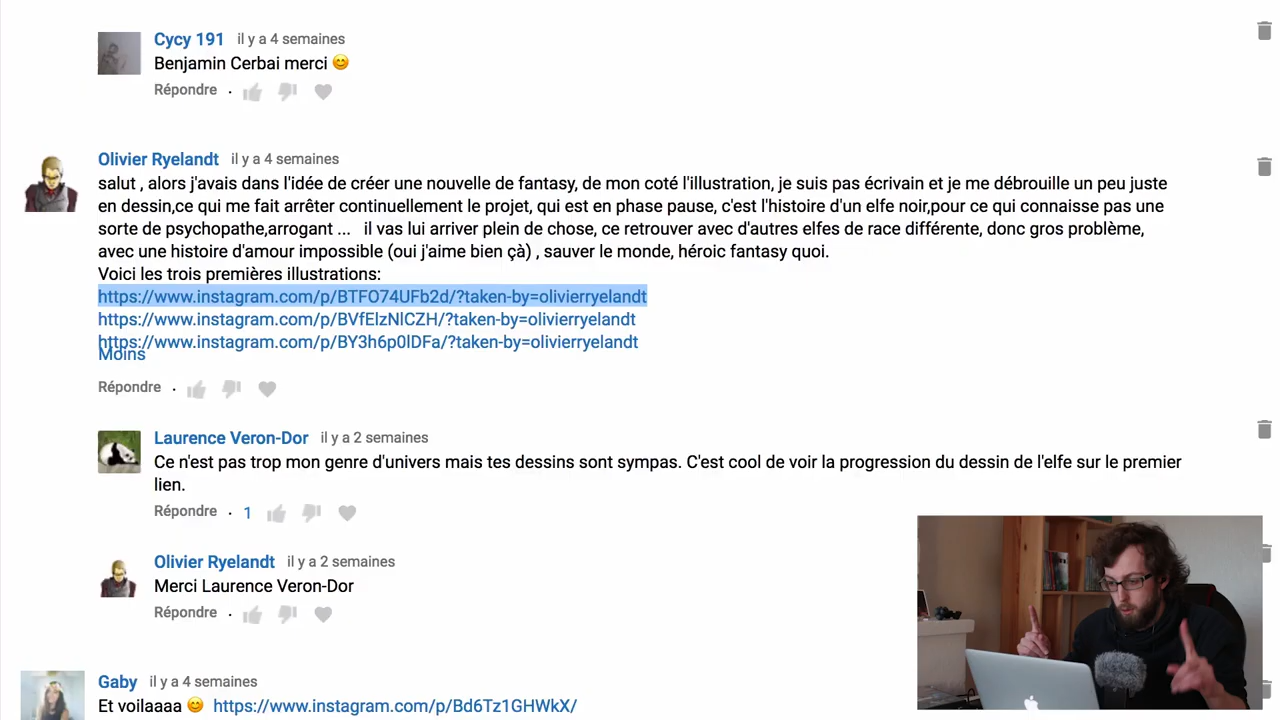 Cycy 191 il y a 4 semaines
Benjamin Cerbai merci 😊
Répondre .
Olivier Ryelandt il y a 4 semaines
salut , alors j'avais dans l'idée de créer une nouvelle de fantasy, de mon coté l'illustration, je suis pas écrivain et je me débrouille un peu juste
en dessin,ce qui me fait arrêter continuellement le projet, qui est en phase pause, c'est l'histoire d'un elfe noir,pour ce qui connaisse pas une
sorte de psychopathe,arrogant ... il vas lui arriver plein de chose, ce retrouver avec d'autres elfes de race différente, donc gros problème,
avec une histoire d'amour impossible (oui j'aime bien çà) , sauver le monde, héroic fantasy quoi.
Voici les trois premières illustrations:
https://www.instagram.com/p/BTFO74UFb2d/?taken-by=olivierryelandt
https://www.instagram.com/p/BVfElzNlCZH/?taken-by=olivierryelandt
https://www.instagram.com/p/BY3h6p0lDFa/?taken-by=olivierryelandt
Moins
Répondre .
Laurence Veron-Dor il y a 2 semaines
Ce n'est pas trop mon genre d'univers mais tes dessins sont sympas. C'est cool de voir la progression du dessin de l'elfe sur le premier
lien.
Répondre . 1
Olivier Ryelandt il y a 2 semaines
Merci Laurence Veron-Dor
Répondre .
Gaby il y a 4 semaines
Et voilaaaa 😊 https://www.instagram.com/p/Bd6Tz1GHWkX/